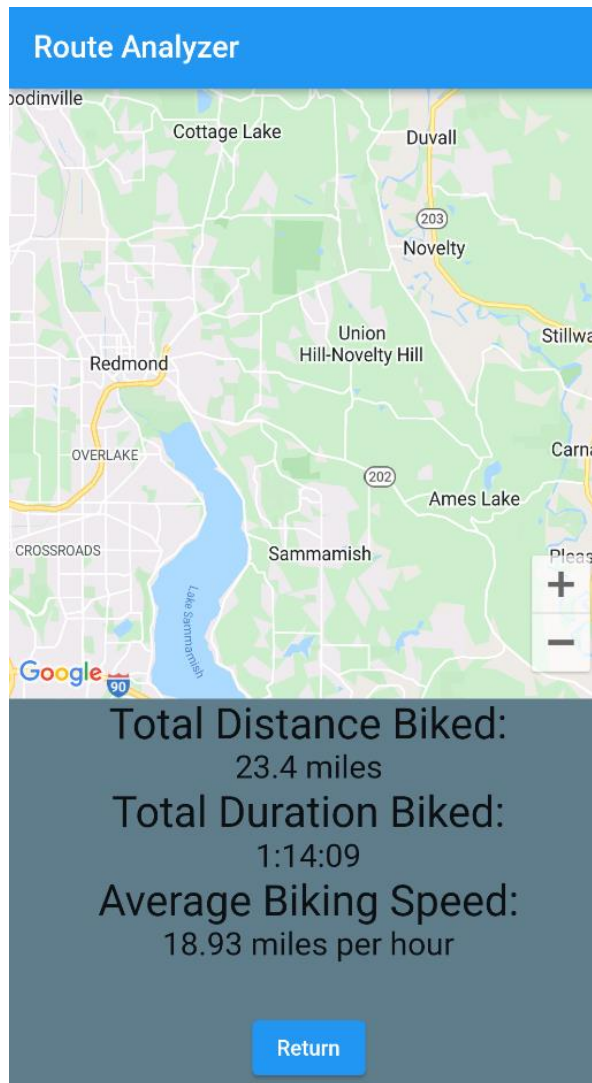 Route Analyzer
oodinville
Cottage Lake
Duvall
203
Novelty
Union
Hill-Novelty Hill
Stillwa
Redmond
OVERLAKE
Carna
202
Ames Lake
CROSSROADS
Sammamish
Pleas
+
Lake Sammamish
−
Google
90
Total Distance Biked:
23.4 miles
Total Duration Biked:
1:14:09
Average Biking Speed:
18.93 miles per hour
Return